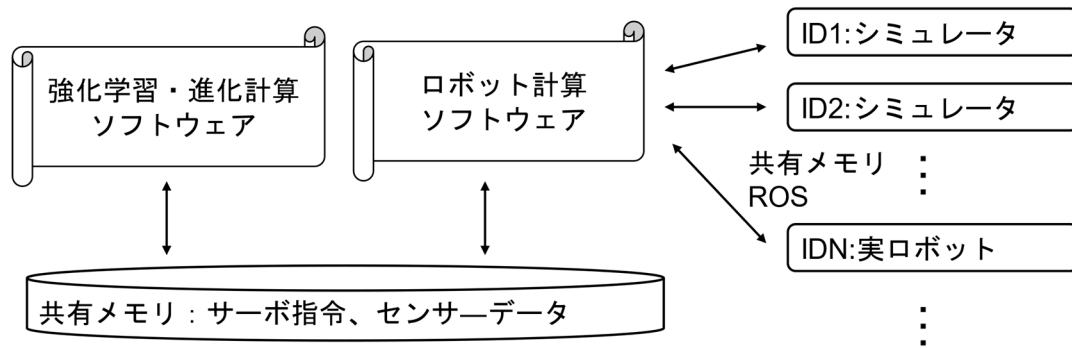 強化学習・進化計算
ソフトウェア
ロボット計算
ソフトウェア
ID1:シミュレータ
ID2:シミュレータ
共有メモリ
ROS
IDN:実ロボット
共有メモリ：サーボ指令、センサ―データ